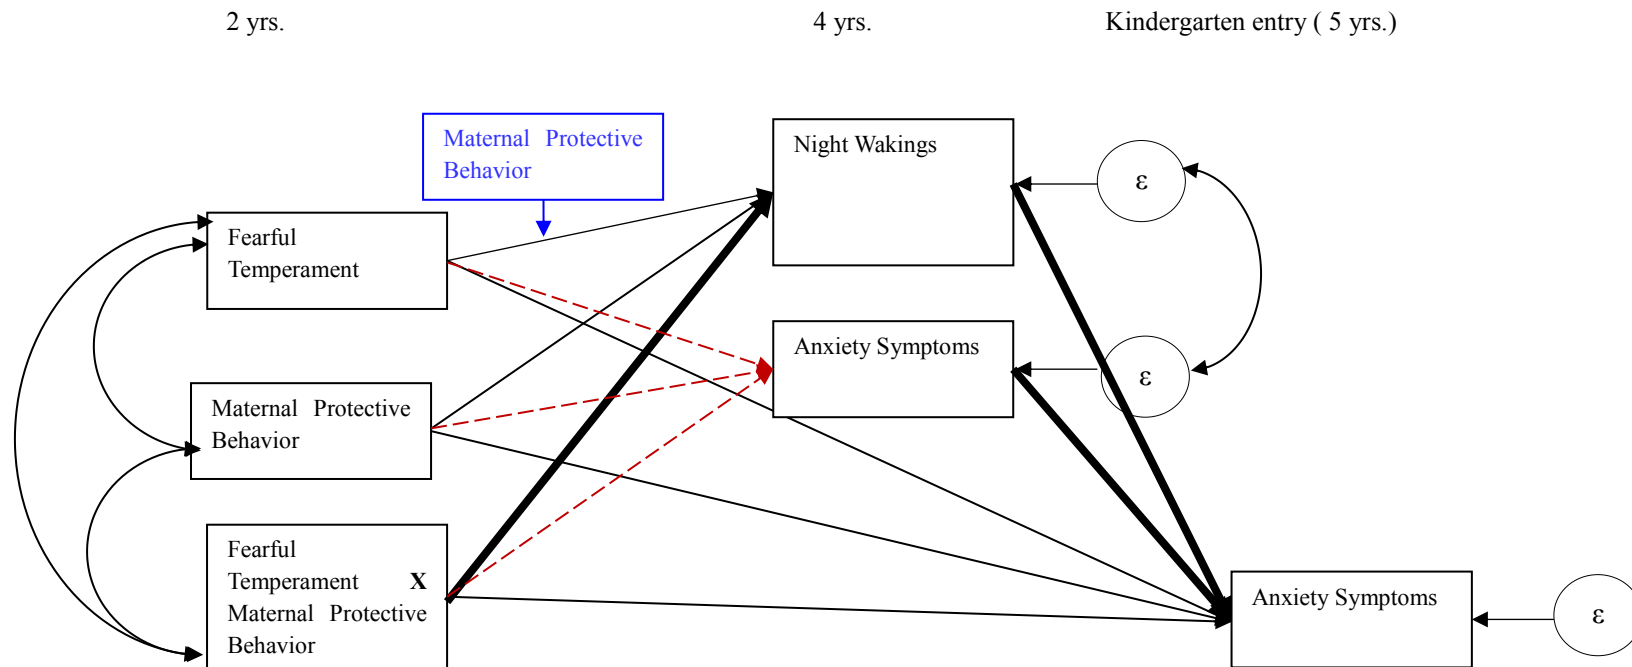 2 yrs.
4 yrs.
Kindergarten entry ( 5 yrs.)
Maternal Protective
Behavior
Night Wakings
ε
Fearful
Temperament
Anxiety Symptoms
ε
Maternal Protective
Behavior
Fearful
Temperament X
Maternal Protective
Behavior
Anxiety Symptoms
ε